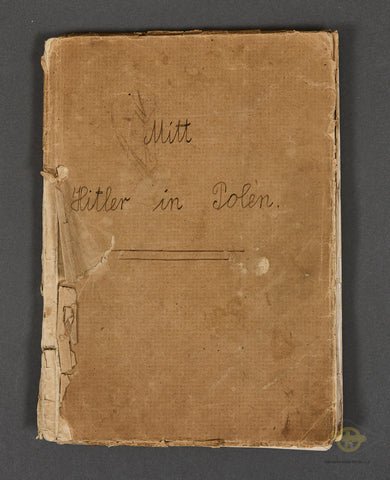 Mitt
Hitler in Polen.